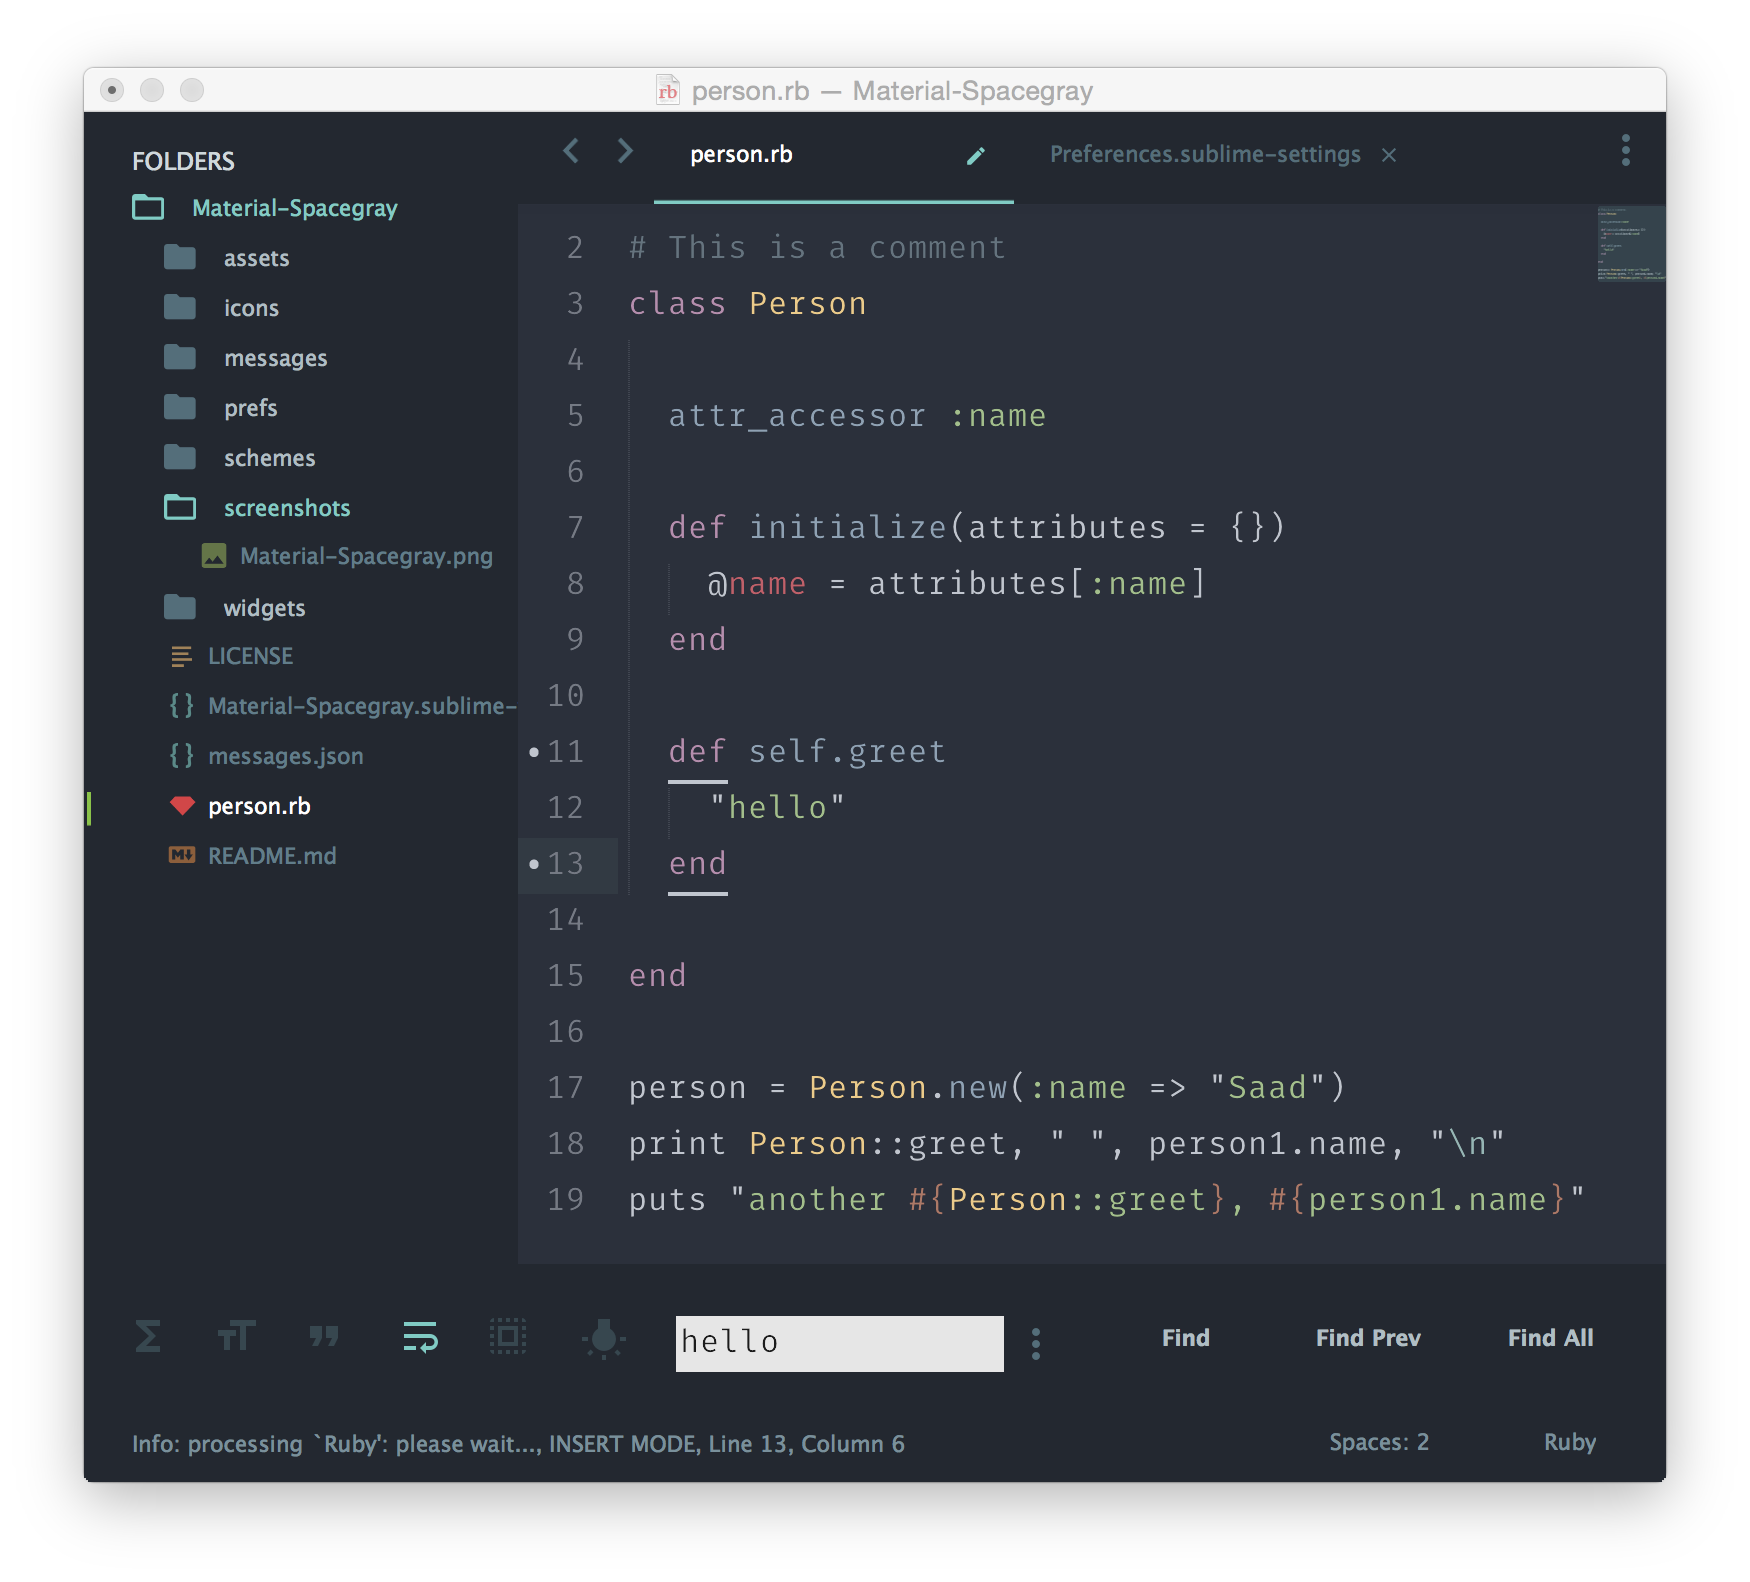 rb person.rb — Material-Spacegray
FOLDERS
Material-Spacegray
assets
icons
messages
prefs
schemes
screenshots
Material-Spacegray.png
widgets
LICENSE
{} Material-Spacegray.sublime-
{} messages.json
person.rb
README.md
person.rb
Preferences.sublime-settings ×
2 # This is a comment
3 class Person
4
5 attr_accessor :name
6
7 def initialize(attributes = {})
8 @name = attributes[:name]
9 end
10
11 def self.greet
12 "hello"
13 end
14
15 end
16
17 person = Person.new(:name => "Saad")
18 print Person::greet, " ", person1.name, "\n"
19 puts "another #{Person::greet}, #{person1.name}"
hello
Find
Find Prev
Find All
Info: processing `Ruby': please wait..., INSERT MODE, Line 13, Column 6
Spaces: 2
Ruby